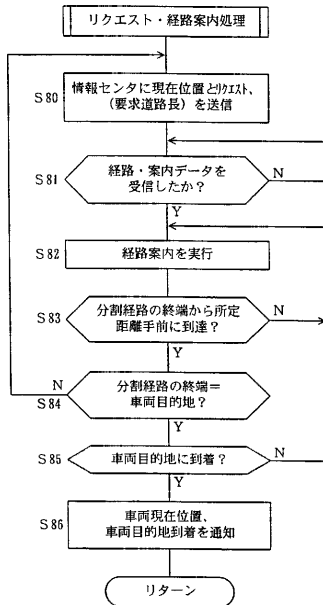 リクエスト・経路案内処理
S80
情報センタに現在位置とリクエスト、
(要求道路長)を送信
S81
経路・案内データを
受信したか?
N
Y
S82
経路案内を実行
S83
分割経路の終端から所定
距離手前に到達?
N
Y
N
S84
分割経路の終端=
車両目的地?
Y
S85
車両目的地に到着?
N
Y
S86
車両現在位置、
車両目的地到着を通知
リターン